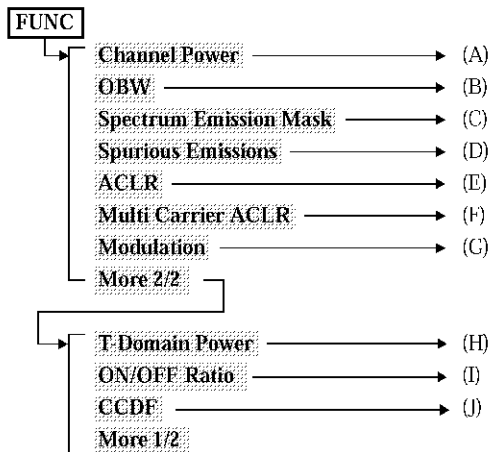 FUNC
Channel Power (A)
OBW (B)
Spectrum Emission Mask (C)
Spurious Emissions (D)
ACLR (E)
Multi Carrier ACLR (F)
Modulation (G)
More 2/2
T-Domain Power (H)
ON/OFF Ratio (I)
CCDF (J)
More 1/2